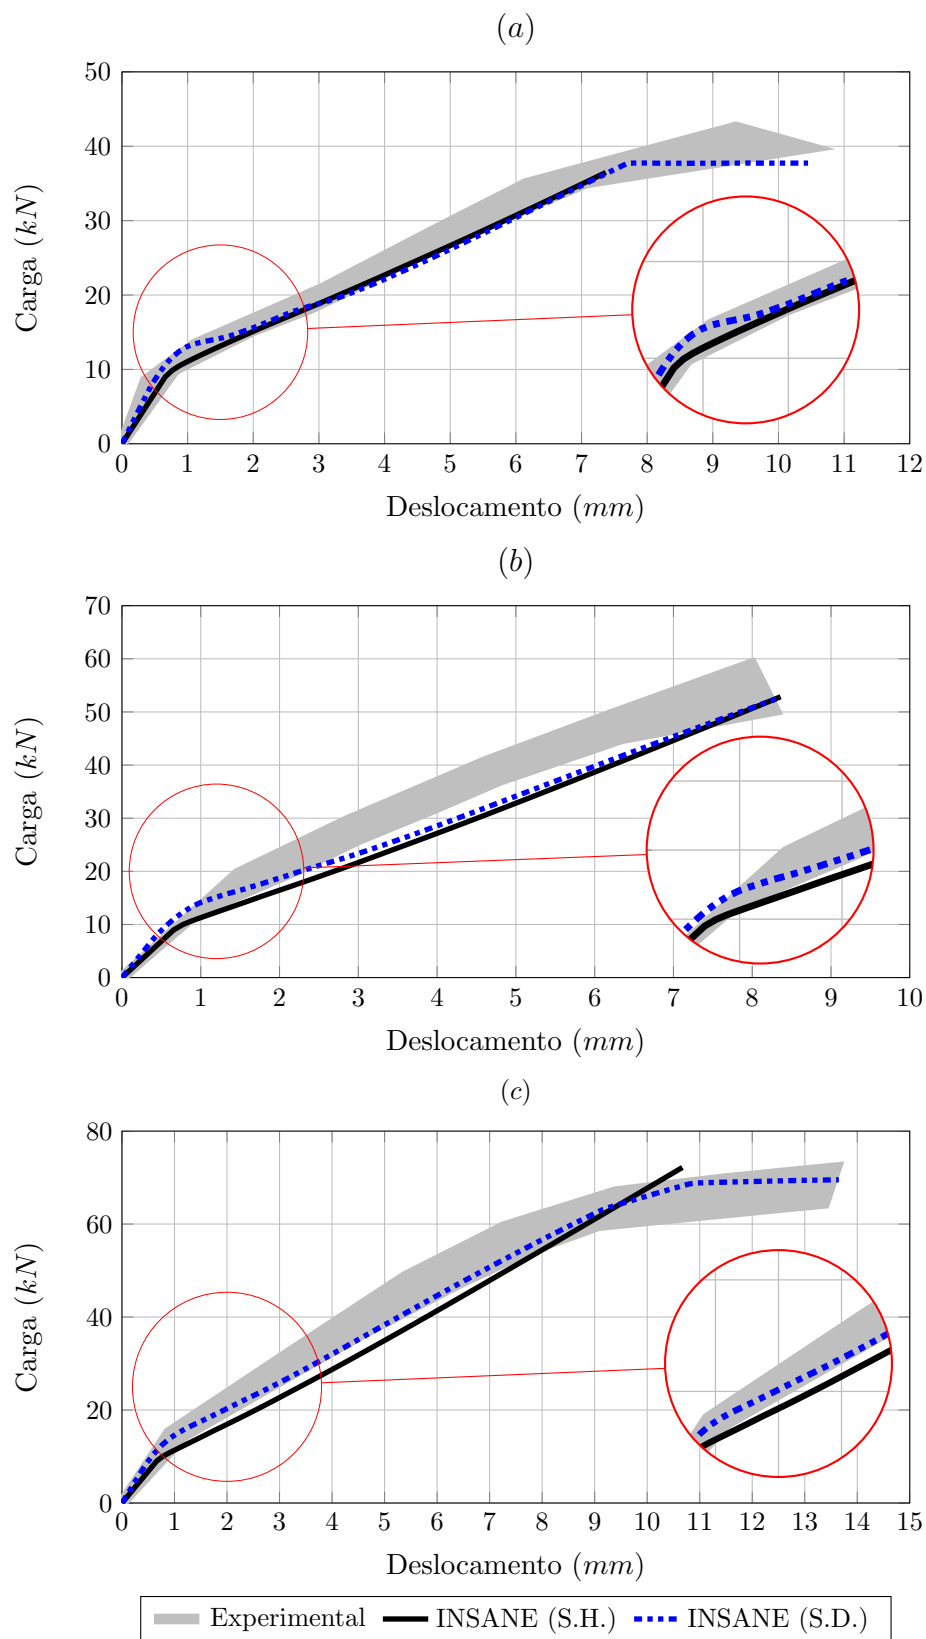 (a)
50
40
30
20
10
0
Carga (kN)
0 1 2 3 4 5 6 7 8 9 10 11 12
Deslocamento (mm)
(b)
70
60
50
40
30
20
10
0
Carga (kN)
0 1 2 3 4 5 6 7 8 9 10
Deslocamento (mm)
(c)
80
60
40
20
0
Carga (kN)
0 1 2 3 4 5 6 7 8 9 10 11 12 13 14 15
Deslocamento (mm)
Experimental INSANE (S.H.) INSANE (S.D.)